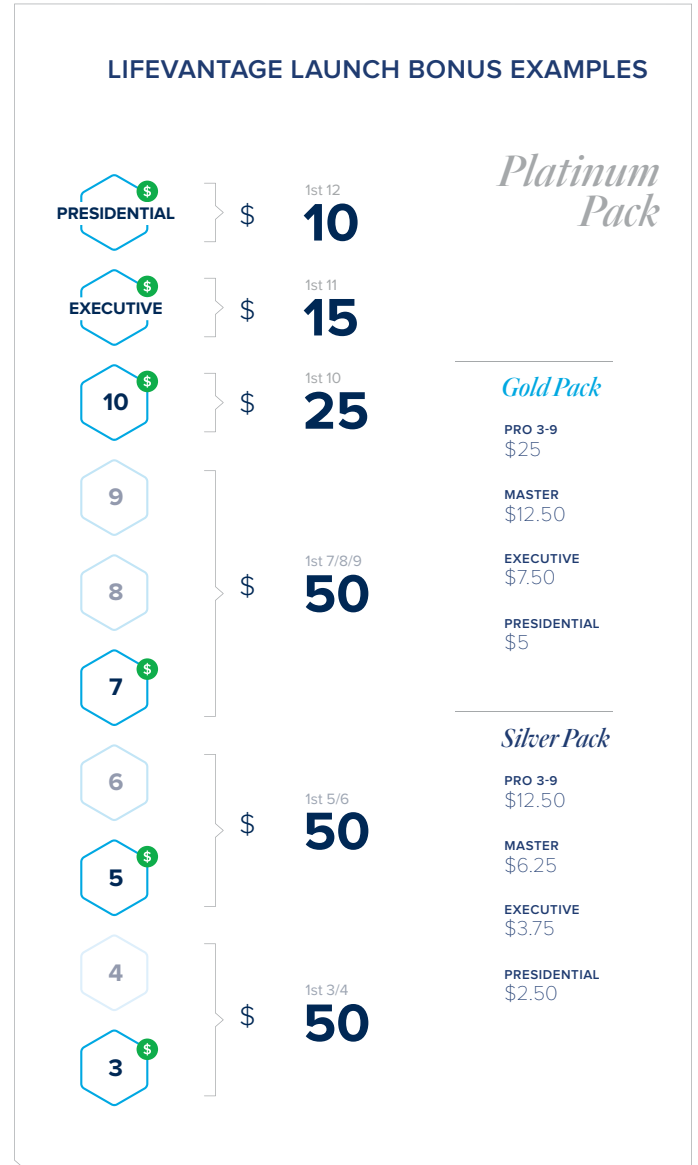 LIFEVANTAGE LAUNCH BONUS EXAMPLES
Platinum
Pack
$
PRESIDENTIAL
$
1st 12
10
$
EXECUTIVE
$
1st 11
15
$
10
$
1st 10
25
9
8
$
7
$
1st 7/8/9
50
6
$
5
$
1st 5/6
50
4
$
3
$
1st 3/4
50
Gold Pack
PRO 3-9
$25
MASTER
$12.50
EXECUTIVE
$7.50
PRESIDENTIAL
$5
Silver Pack
PRO 3-9
$12.50
MASTER
$6.25
EXECUTIVE
$3.75
PRESIDENTIAL
$2.50